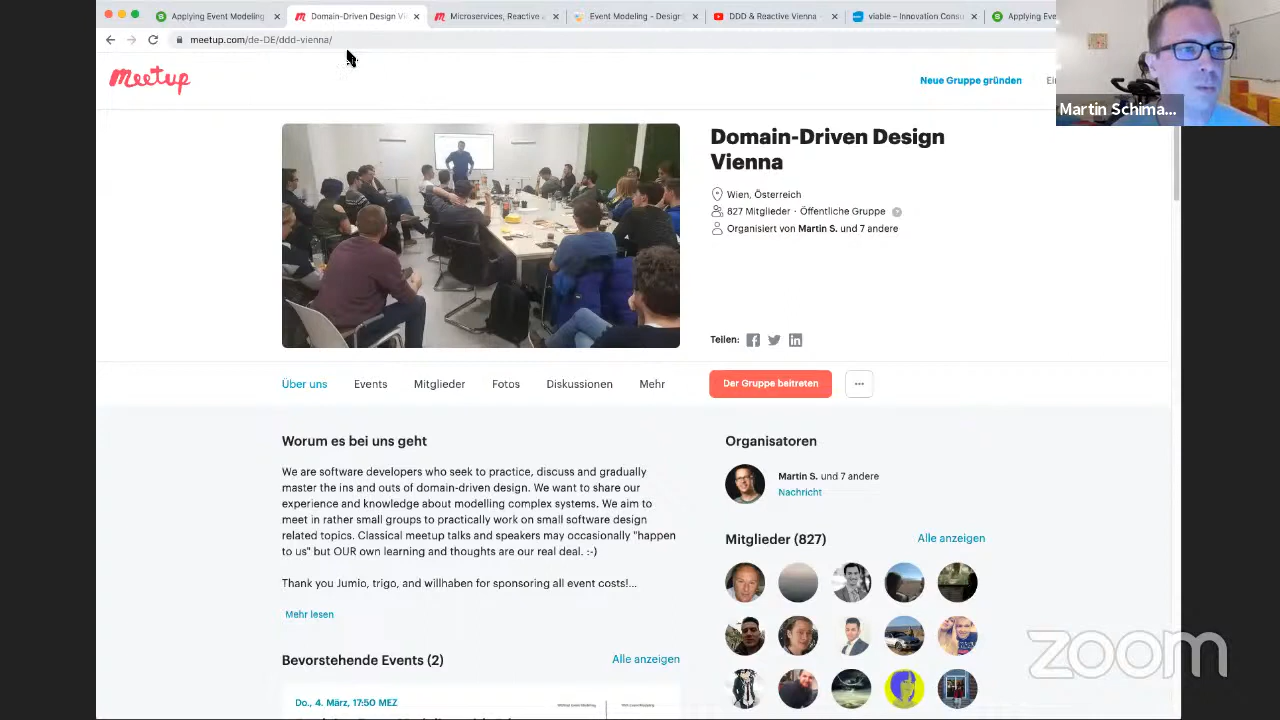 Applying Event Modeling
Domain-Driven Design Vi
Microservices, Reactive
Event Modeling - Design
DDD & Reactive Vienna
viable – Innovation Consu
Applying Eve
meetup.com/de-DE/ddd-vienna/
Meetup
Neue Gruppe gründen
Martin Schima...
Domain-Driven Design
Vienna
Wien, Österreich
827 Mitglieder · Öffentliche Gruppe
Organisiert von Martin S. und 7 andere
Teilen:
Über uns
Events
Mitglieder
Fotos
Diskussionen
Mehr
Der Gruppe beitreten
Worum es bei uns geht
We are software developers who seek to practice, discuss and gradually
master the ins and outs of domain-driven design. We want to share our
experience and knowledge about modelling complex systems. We aim to
meet in rather small groups to practically work on small software design
related topics. Classical meetup talks and speakers may occasionally "happen
to us" but OUR own learning and thoughts are our real deal. :-)
Thank you Jumio, trigo, and willhaben for sponsoring all event costs!...
Mehr lesen
Organisatoren
Martin S. und 7 andere
Nachricht
Mitglieder (827)
Alle anzeigen
Bevorstehende Events (2)
Alle anzeigen
Do., 4. März, 17:50 MEZ
zoom